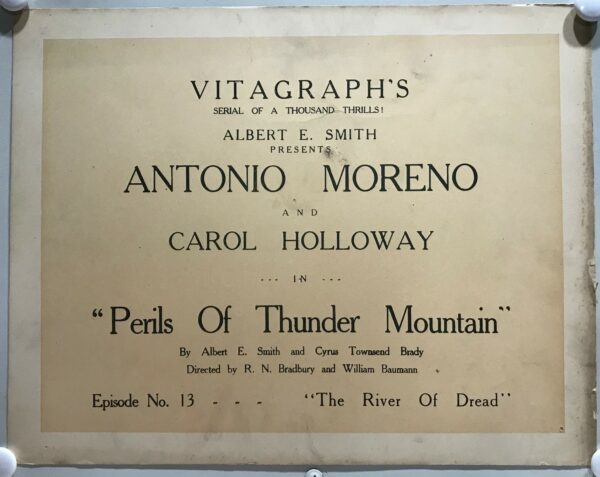 VITAGRAPH'S
SERIAL OF A THOUSAND THRILLS!
ALBERT E. SMITH
PRESENTS
ANTONIO MORENO
AND
CAROL HOLLOWAY
--- IN ---
"Perils Of Thunder Mountain"
By Albert E. Smith and Cyrus Townsend Brady
Directed by R. N. Bradbury and William Baumann
Episode No. 13 - - - "The River Of Dread"